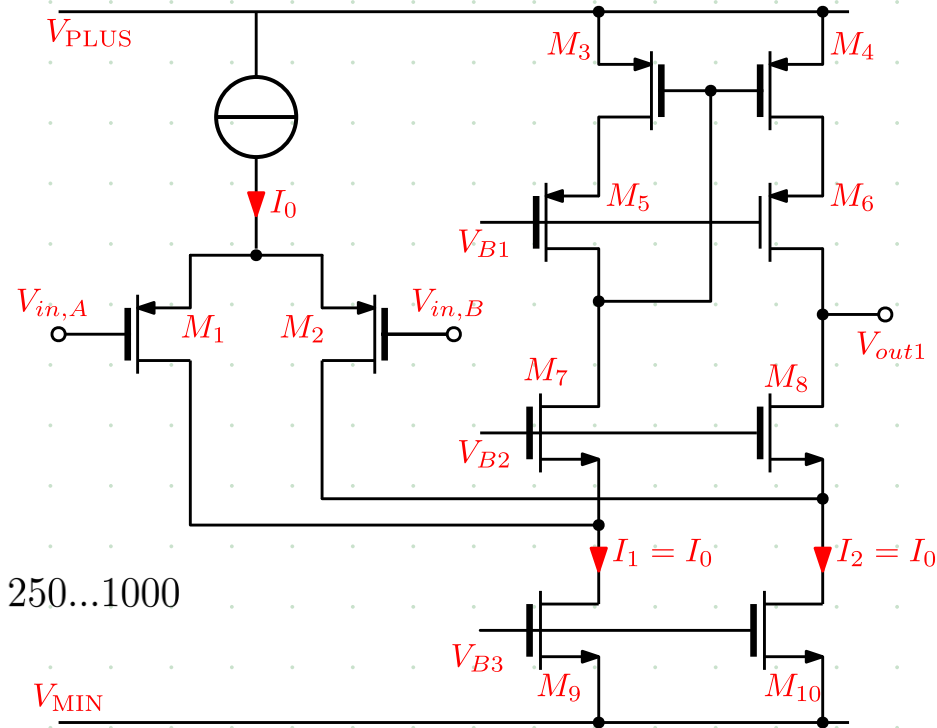 V_PLUS
M_3
M_4
I_0
M_5
M_6
V_B1
V_in,A
M_1
M_2
V_in,B
V_out1
M_7
M_8
V_B2
I_1 = I_0
I_2 = I_0
250...1000
V_B3
M_9
M_10
V_MIN